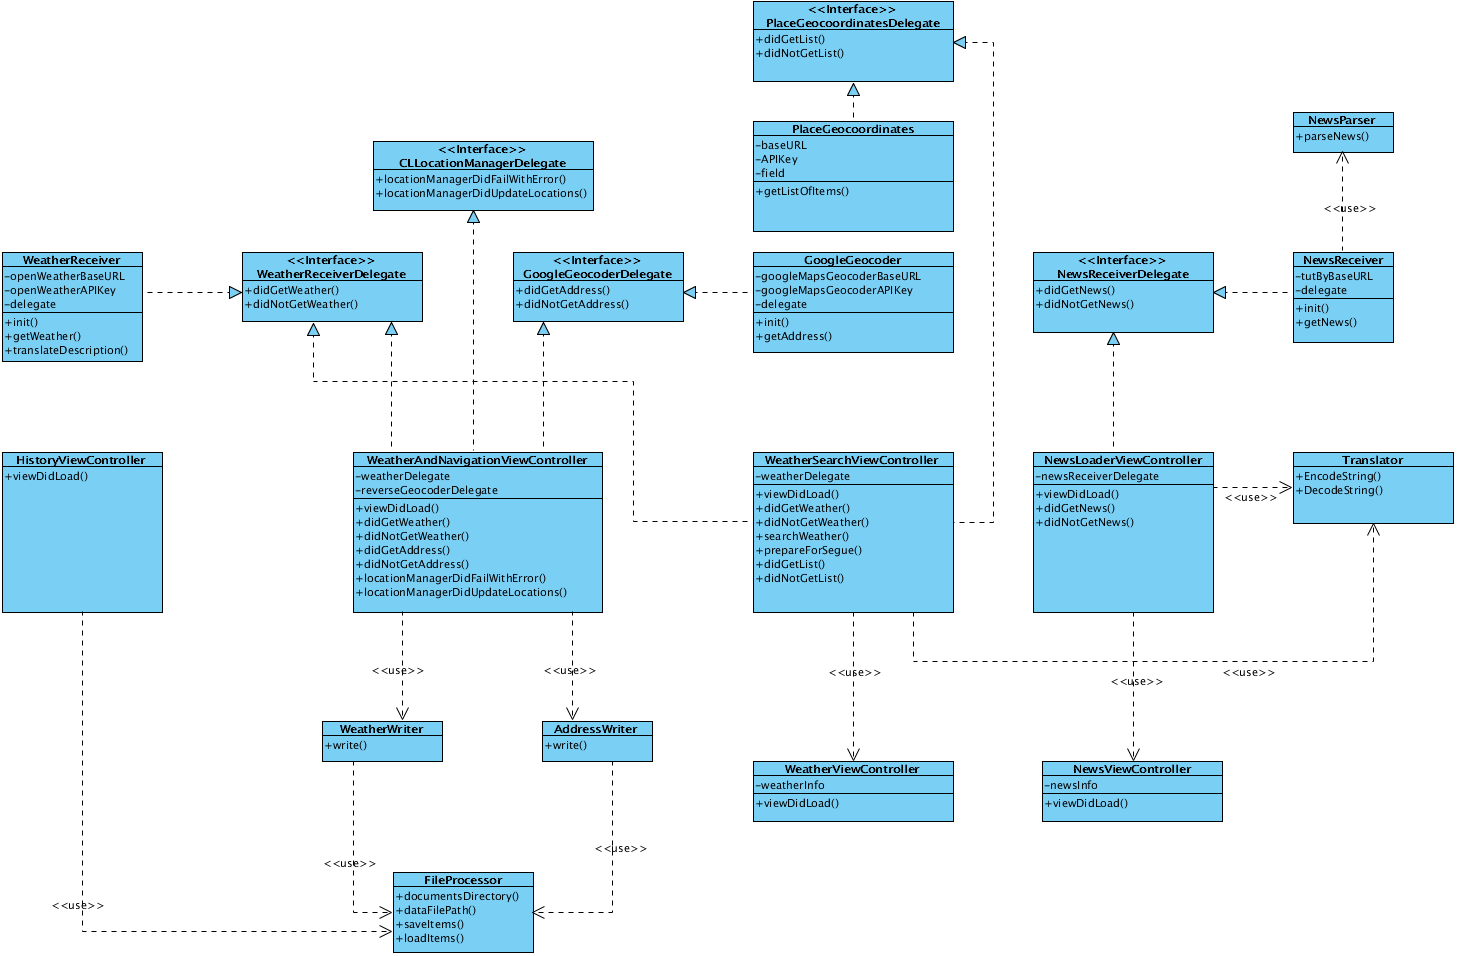 <<Interface>>
PlaceGeocoordinatesDelegate
+didGetList()
+didNotGetList()
PlaceGeocoordinates
-baseURL
-APIKey
-field
+getListOfItems()
NewsParser
+parseNews()
<<Interface>>
CLLocationManagerDelegate
+locationManagerDidFailWithError()
+locationManagerDidUpdateLocations()
<<use>>
WeatherReceiver
-openWeatherBaseURL
-openWeatherAPIKey
-delegate
+init()
+getWeather()
+translateDescription()
<<Interface>>
WeatherReceiverDelegate
+didGetWeather()
+didNotGetWeather()
<<Interface>>
GoogleGeocoderDelegate
+didGetAddress()
+didNotGetAddress()
GoogleGeocoder
-googleMapsGeocoderBaseURL
-googleMapsGeocoderAPIKey
-delegate
+init()
+getAddress()
<<Interface>>
NewsReceiverDelegate
+didGetNews()
+didNotGetNews()
NewsReceiver
-tutByBaseURL
-delegate
+init()
+getNews()
HistoryViewController
+viewDidLoad()
WeatherAndNavigationViewController
-weatherDelegate
-reverseGeocoderDelegate
+viewDidLoad()
+didGetWeather()
+didNotGetWeather()
+didGetAddress()
+didNotGetAddress()
+locationManagerDidFailWithError()
+locationManagerDidUpdateLocations()
WeatherSearchViewController
-weatherDelegate
+viewDidLoad()
+didGetWeather()
+didNotGetWeather()
+searchWeather()
+prepareForSegue()
+didGetList()
+didNotGetList()
NewsLoaderViewController
-newsReceiverDelegate
+viewDidLoad()
+didGetNews()
+didNotGetNews()
<<use>>
Translator
+EncodeString()
+DecodeString()
<<use>>
<<use>>
<<use>>
<<use>>
<<use>>
WeatherWriter
+write()
AddressWriter
+write()
WeatherViewController
-weatherInfo
+viewDidLoad()
NewsViewController
-newsInfo
+viewDidLoad()
<<use>>
<<use>>
<<use>>
FileProcessor
+documentsDirectory()
+dataFilePath()
+saveItems()
+loadItems()